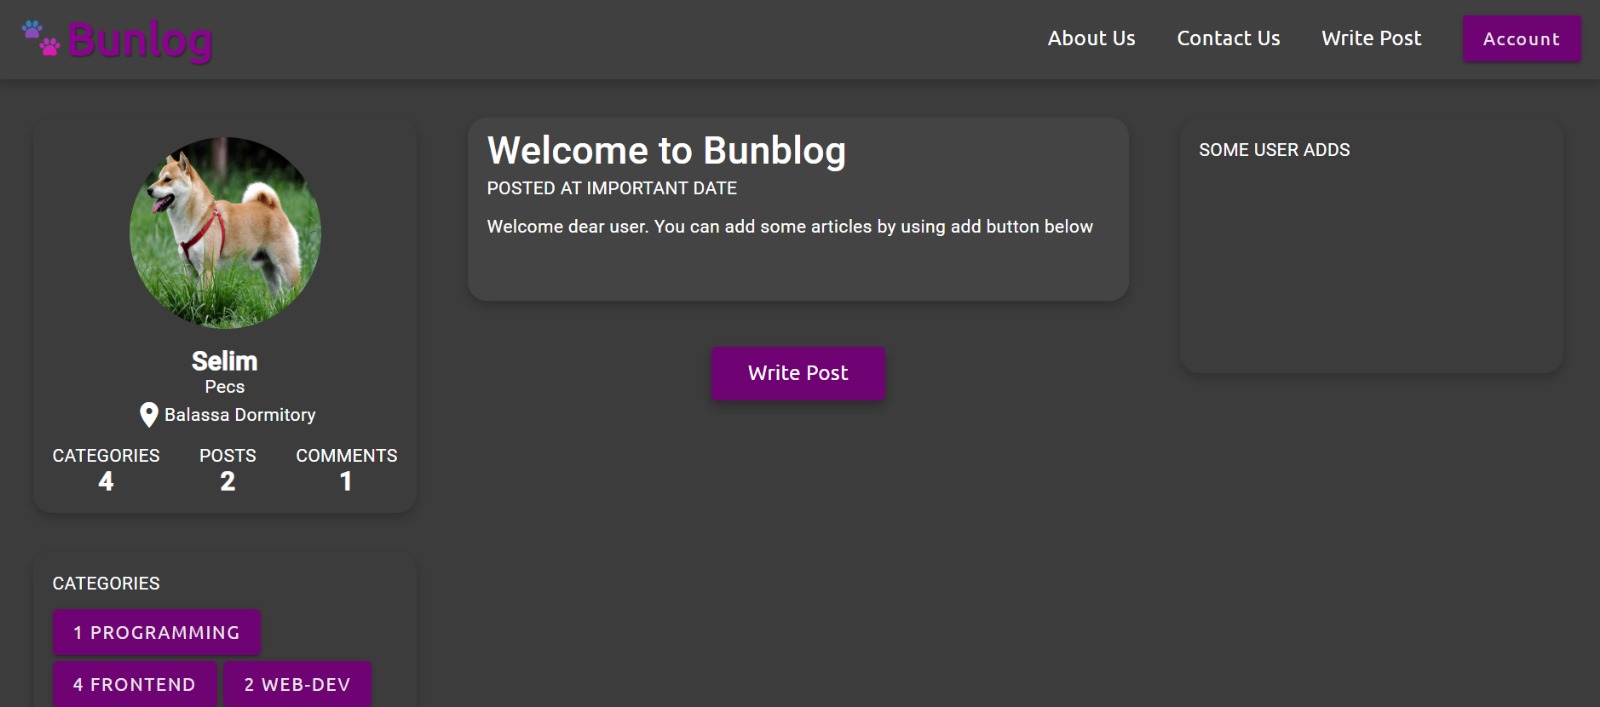 Bunlog
About Us
Contact Us
Write Post
Account
Selim
Pecs
Balassa Dormitory
CATEGORIES
4
POSTS
2
COMMENTS
1
CATEGORIES
1 PROGRAMMING
4 FRONTEND
2 WEB-DEV
Welcome to Bunblog
POSTED AT IMPORTANT DATE
Welcome dear user. You can add some articles by using add button below
Write Post
SOME USER ADDS